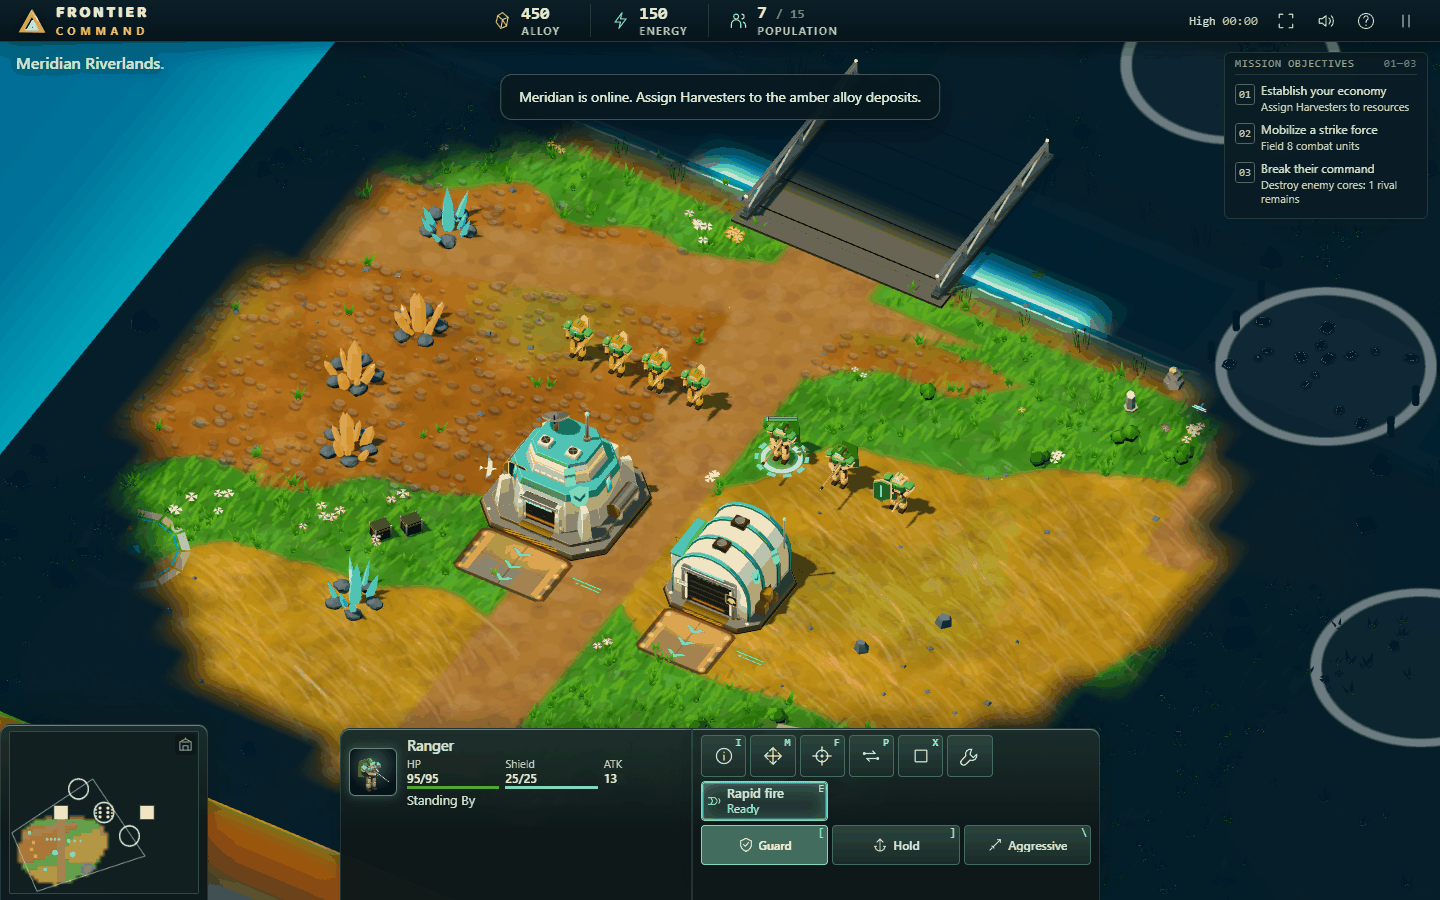 FRONTIER
COMMAND
450
ALLOY
150
ENERGY
7 / 15
POPULATION
High 00:00
Meridian Riverlands.
Meridian is online. Assign Harvesters to the amber alloy deposits.
MISSION OBJECTIVES 01—03
01 Establish your economy
Assign Harvesters to resources
02 Mobilize a strike force
Field 8 combat units
03 Break their command
Destroy enemy cores: 1 rival
remains
Ranger
HP Shield ATK
95/95 25/25 13
Standing By
I M F P X
Rapid fire E
Ready
Guard [ Hold ] Aggressive \